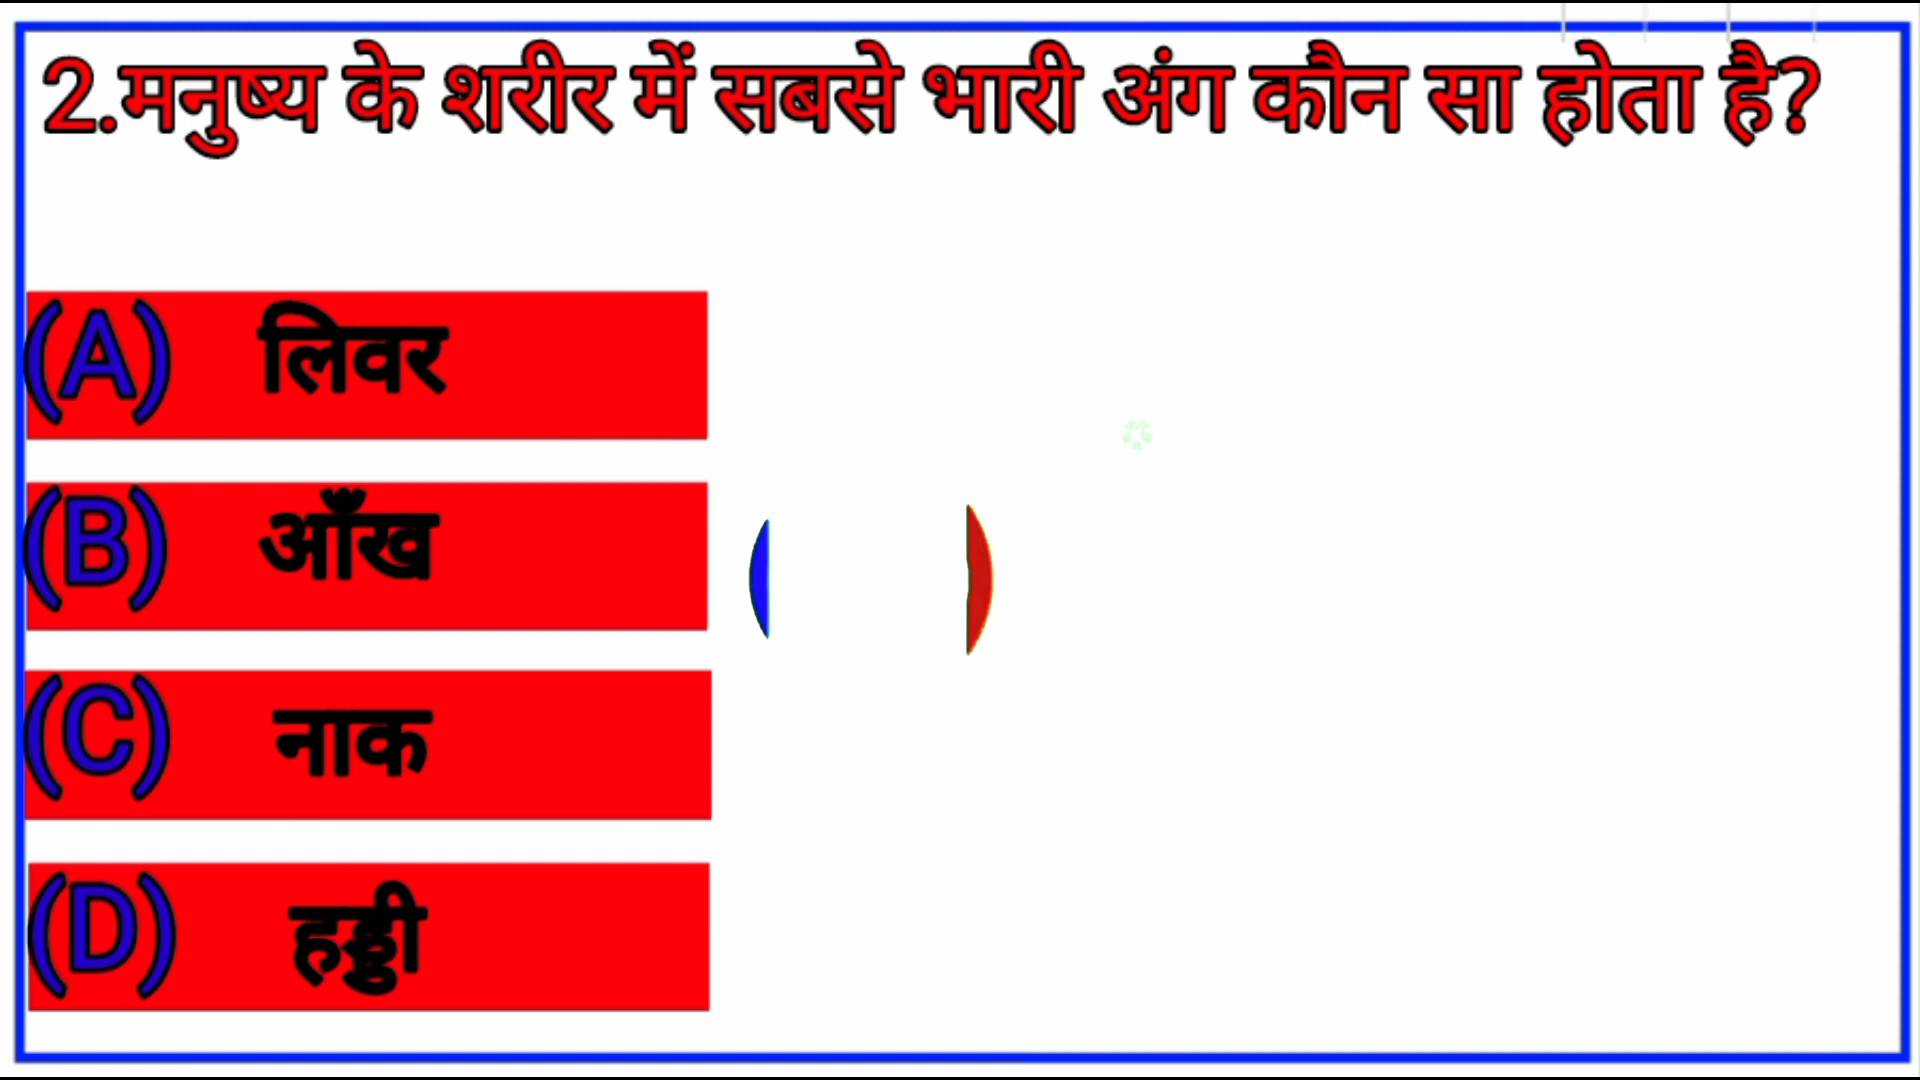 2.मनुष्य के शरीर में सबसे भारी अंग कौन सा होता है?
(A) लिवर
(B) आँख
(C) नाक
(D) हड्डी